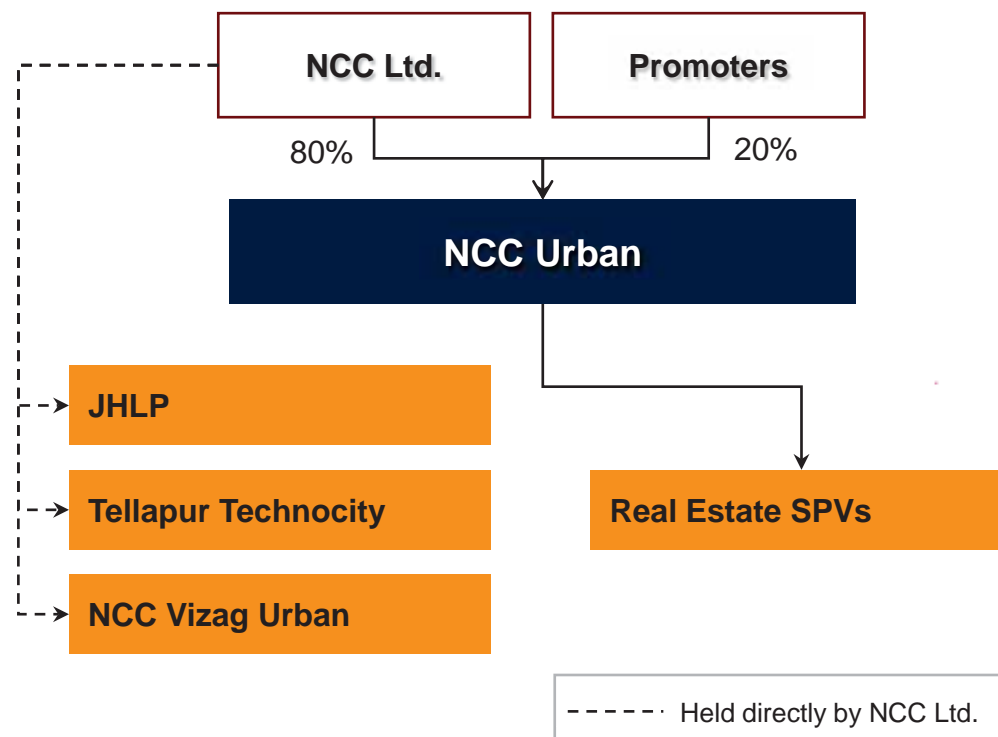 NCC Ltd.
Promoters
80%
20%
NCC Urban
JHLP
Tellapur Technocity
Real Estate SPVs
NCC Vizag Urban
Held directly by NCC Ltd.